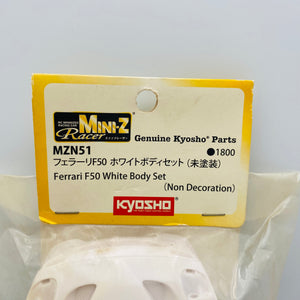 MINI-Z
Racer
Genuine Kyosho® Parts
MZN51
●1800
フェラーリF50 ホワイトボディセット (未塗装)
Ferrari F50 White Body Set
(Non Decoration)
KYOSHO